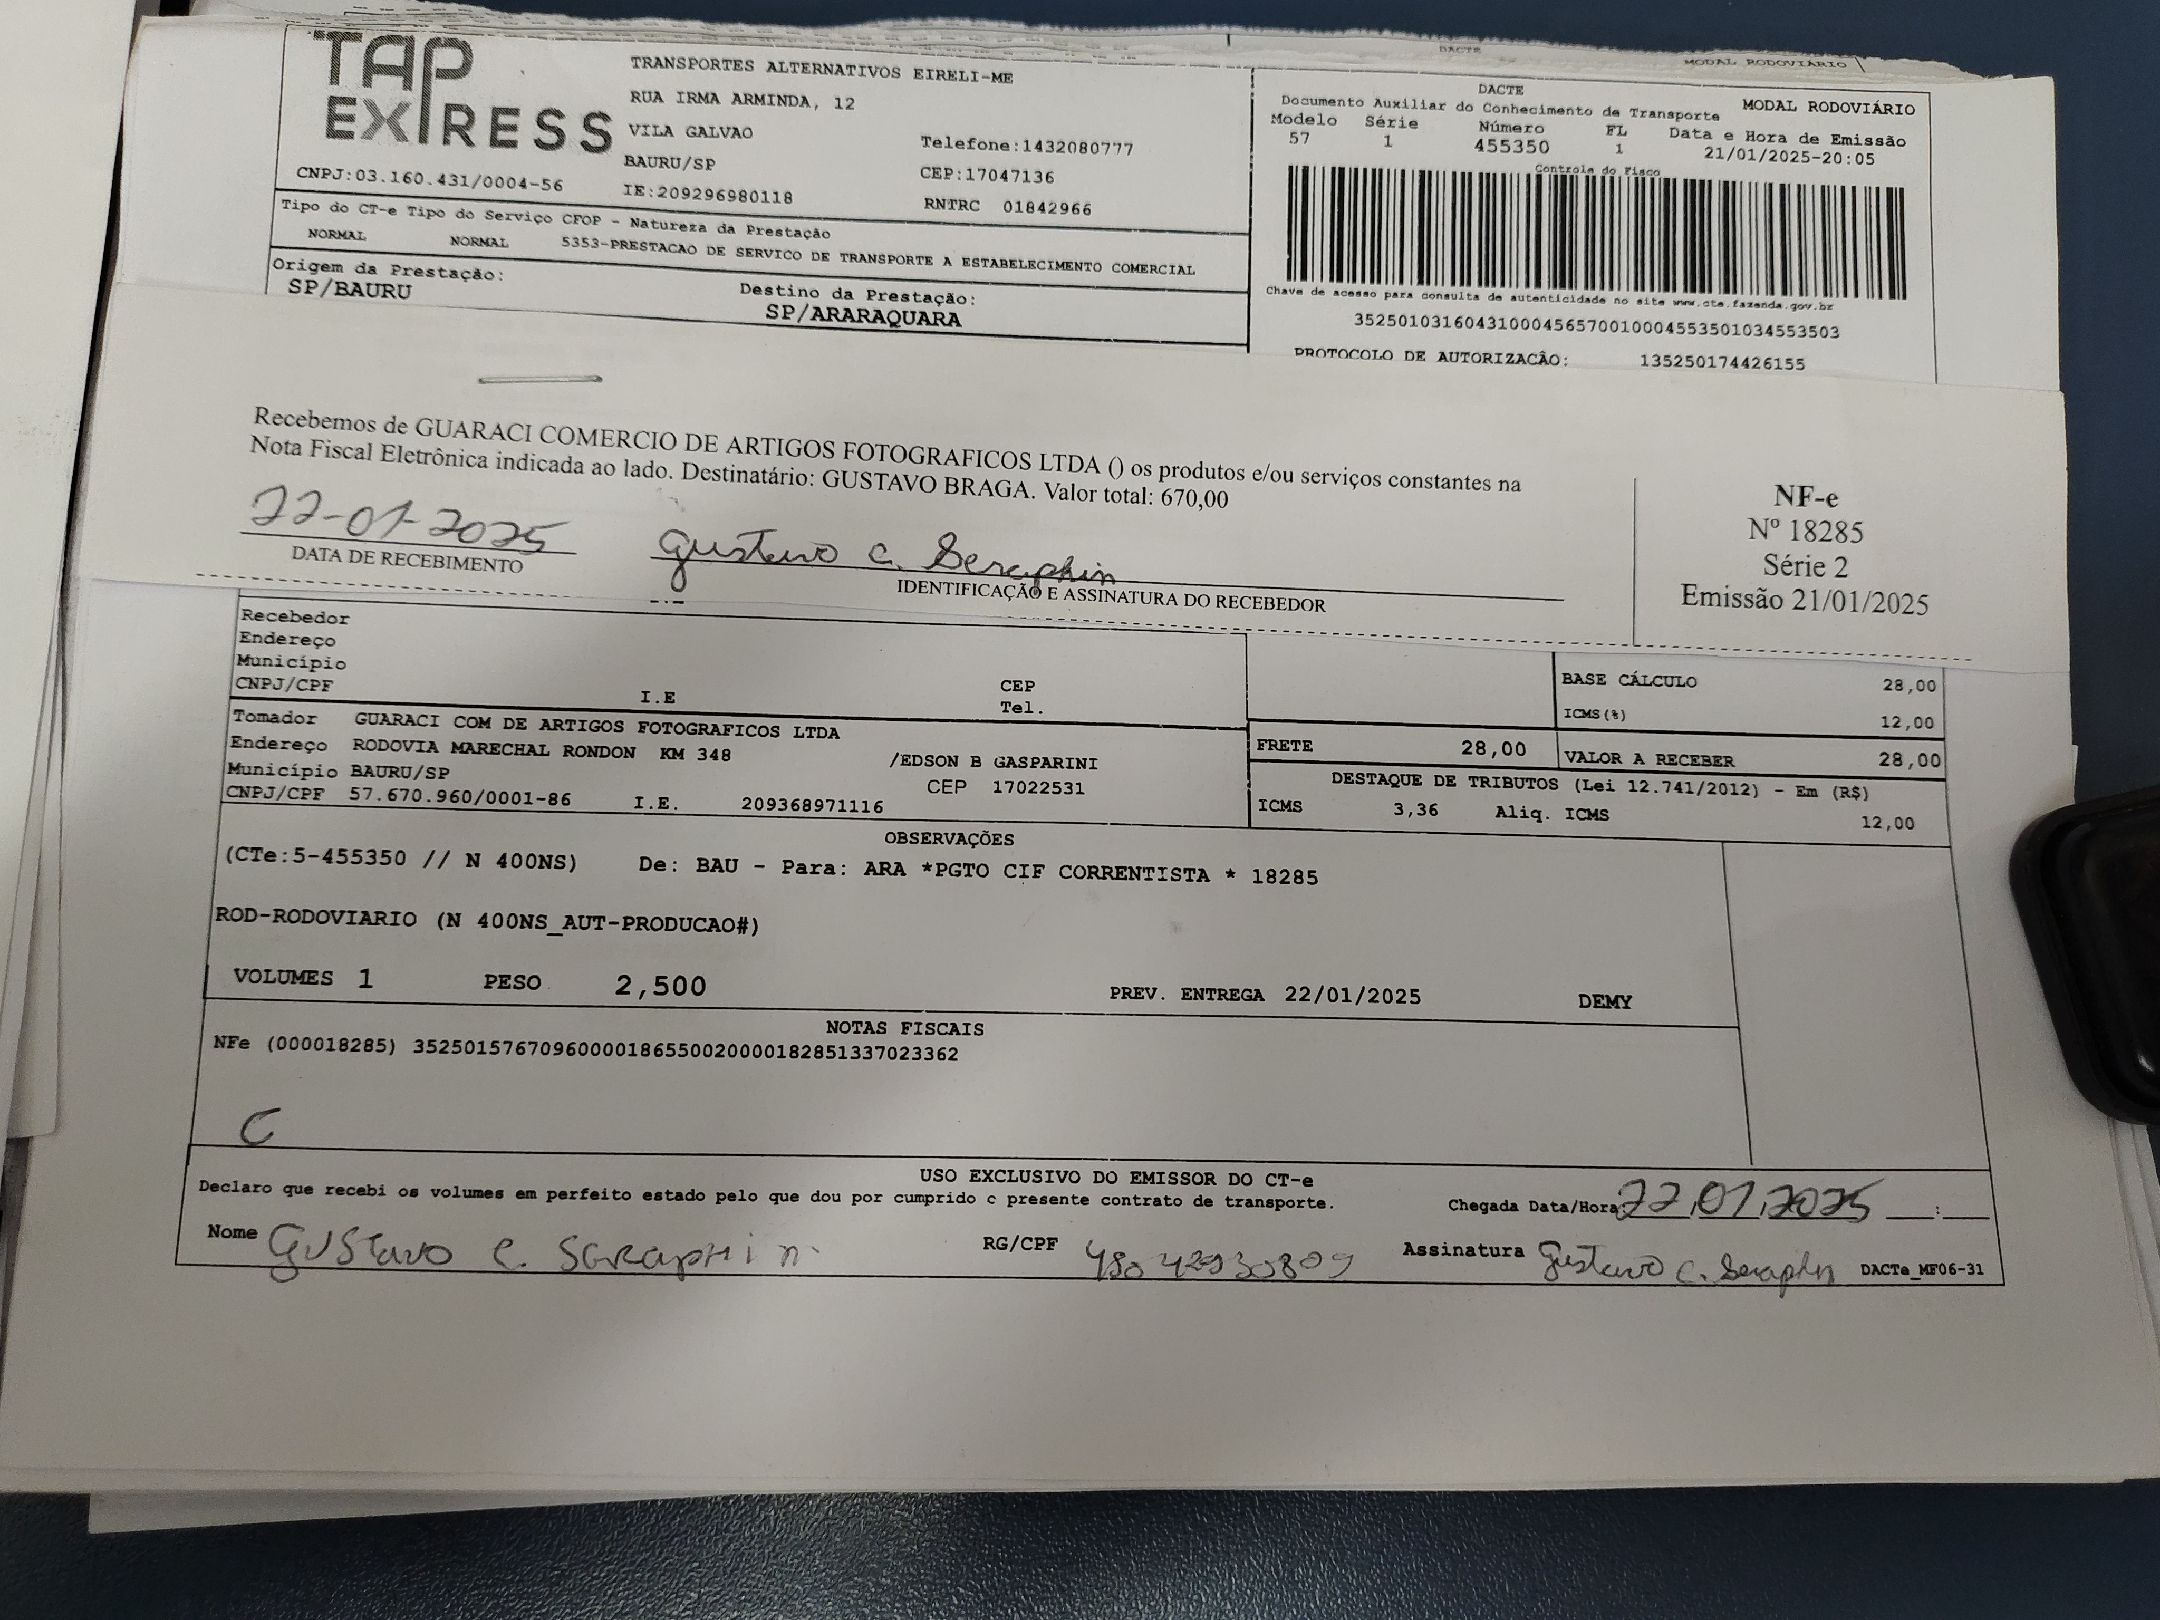 DACTE
MODAL RODOVIÁRIO
TAP EXPRESS
TRANSPORTES ALTERNATIVOS EIRELI-ME
RUA IRMA ARMINDA, 12
VILA GALVAO
Telefone:1432080777
BAURU/SP
CEP:17047136
CNPJ:03.160.431/0004-56
IE:209296980118
RNTRC 01842966
DACTE
Documento Auxiliar do Conhecimento de Transporte
MODAL RODOVIÁRIO
Modelo Série Número FL Data e Hora de Emissão
57 1 455350 1 21/01/2025-20:05
Controle do Fisco
Tipo do CT-e Tipo do Serviço CFOP - Natureza da Prestação
NORMAL NORMAL 5353-PRESTACAO DE SERVICO DE TRANSPORTE A ESTABELECIMENTO COMERCIAL
Origem da Prestação:
SP/BAURU
Destino da Prestação:
SP/ARARAQUARA
Chave de acesso para consulta de autenticidade no site www.cte.fazenda.gov.br
35250103160431000456570010004553501034553503
PROTOCOLO DE AUTORIZACÂO: 135250174426155
Recebemos de GUARACI COMERCIO DE ARTIGOS FOTOGRAFICOS LTDA () os produtos e/ou serviços constantes na
Nota Fiscal Eletrônica indicada ao lado. Destinatário: GUSTAVO BRAGA. Valor total: 670,00
22-01-2025
DATA DE RECEBIMENTO
Gustavo C. Seraphin
IDENTIFICAÇÃO E ASSINATURA DO RECEBEDOR
NF-e
Nº 18285
Série 2
Emissão 21/01/2025
Recebedor
Endereço
Município
CNPJ/CPF I.E CEP
Tel.
BASE CÁLCULO 28,00
ICMS(%) 12,00
Tomador GUARACI COM DE ARTIGOS FOTOGRAFICOS LTDA
Endereço RODOVIA MARECHAL RONDON KM 348 /EDSON B GASPARINI
Município BAURU/SP CEP 17022531
CNPJ/CPF 57.670.960/0001-86 I.E. 209368971116
FRETE 28,00 VALOR A RECEBER 28,00
DESTAQUE DE TRIBUTOS (Lei 12.741/2012) - Em (R$)
ICMS 3,36 Aliq. ICMS 12,00
OBSERVAÇÕES
(CTe:5-455350 // N 400NS) De: BAU - Para: ARA *PGTO CIF CORRENTISTA * 18285
ROD-RODOVIARIO (N 400NS_AUT-PRODUCAO#)
VOLUMES 1 PESO 2,500 PREV. ENTREGA 22/01/2025 DEMY
NOTAS FISCAIS
NFe (000018285) 35250157670960000186550020000182851337023362
C
USO EXCLUSIVO DO EMISSOR DO CT-e
Declaro que recebi os volumes em perfeito estado pelo que dou por cumprido c presente contrato de transporte.
Chegada Data/Hora: 22,01,2025 __:__
Nome Gustavo C. Seraphin RG/CPF 48042930809 Assinatura Gustavo C. Seraphin DACTe_MF06-31